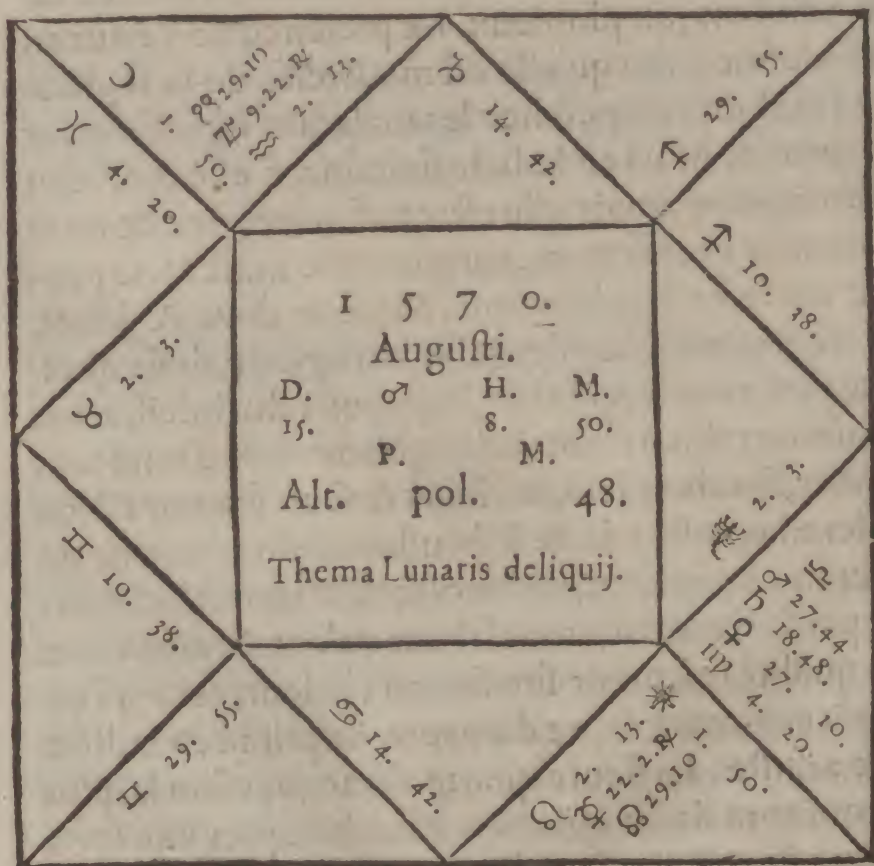 ☽ 1. 50.
☋ 29.10
♃ 9.22.℞
♒ 2. 13.
♑ 14. 42.
♐ 29. 55.
♓ 4. 20.
♐ 10. 38.
1 5 7 0.
Augusti.
D. ♂ H. M.
15. 8. 50.
P. M.
Alt. pol. 48.
Thema Lunaris deliquij.
♉ 2. 3.
♏ 2. 3.
♊ 10. 38.
♎
♂ 27.44
♄ 18.48.
♀ 27. 10.
♍ 4. 20.
♊ 29. 55.
♋ 14. 42.
☉ 1. 50.
♌ 2. 13.
☿ 22.2.℞
☊ 29.10.